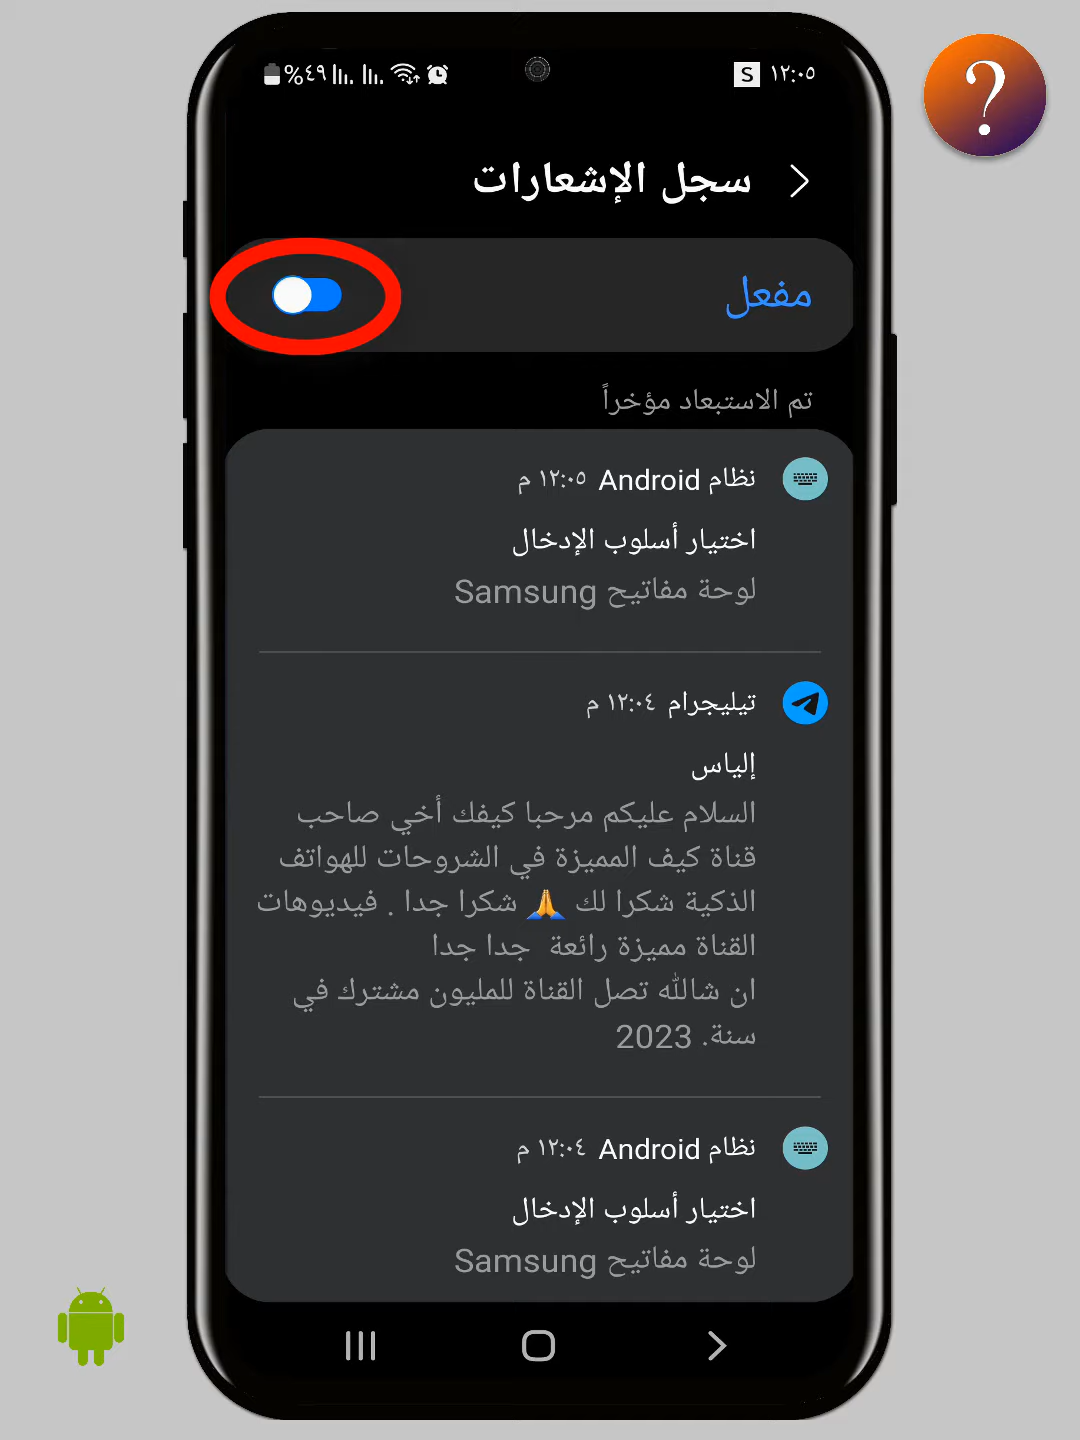 %٤٩
S ١٢:٠٥
?
سجل الإشعارات
مفعل
تم الاستبعاد مؤخراً
نظام Android ١٢:٠٥ م
اختيار أسلوب الإدخال
لوحة مفاتيح Samsung
تيليجرام ١٢:٠٤ م
إلياس
السلام عليكم مرحبا كيفك أخي صاحب
قناة كيف المميزة في الشروحات للهواتف
الذكية شكرا لك 🙏 شكرا جدا . فيديوهات
القناة مميزة رائعة جدا جدا
ان شالله تصل القناة للمليون مشترك في
سنة. 2023
نظام Android ١٢:٠٤ م
اختيار أسلوب الإدخال
لوحة مفاتيح Samsung